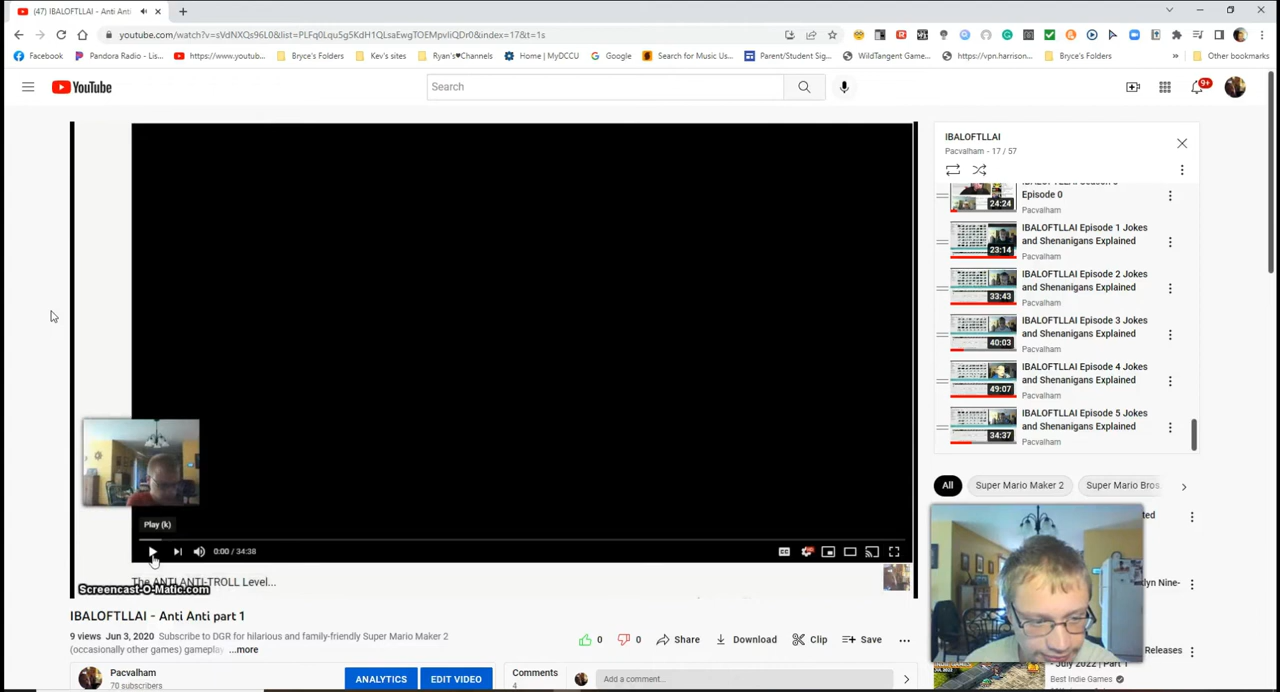 (47) IBALOFTLLAI - Anti Anti
youtube.com/watch?v=sVdNXQs96L0&list=PLFq0Lqu5g5KdH1QLsaEwgTOEMpvliQDr0&index=17&t=1s
Facebook Pandora Radio - Lis... https://www.youtub... Bryce's Folders Kev's sites Ryan's♥Channels Home | MyDCCU Google Search for Music Us... Parent/Student Sig... WildTangent Game... https://vpn.harrison... Bryce's Folders » Other bookmarks
YouTube
Search
9+
IBALOFTLLAI
Pacvalham - 17 / 57
Episode 0
24:24
Pacvalham
IBALOFTLLAI Episode 1 Jokes
and Shenanigans Explained
23:14
Pacvalham
IBALOFTLLAI Episode 2 Jokes
and Shenanigans Explained
33:43
Pacvalham
IBALOFTLLAI Episode 3 Jokes
and Shenanigans Explained
40:03
Pacvalham
IBALOFTLLAI Episode 4 Jokes
and Shenanigans Explained
49:07
Pacvalham
IBALOFTLLAI Episode 5 Jokes
and Shenanigans Explained
34:37
Pacvalham
All Super Mario Maker 2 Super Mario Bros
Play (k)
0:00 / 34:38
The ANTI ANTI-TROLL Level...
Screencast-O-Matic.com
IBALOFTLLAI - Anti Anti part 1
9 views Jun 3, 2020 Subscribe to DGR for hilarious and family-friendly Super Mario Maker 2
(occasionally other games) gameplay ...more
0 0 Share Download Clip Save
Pacvalham
70 subscribers
ANALYTICS EDIT VIDEO
Comments
4
Add a comment...
Releases
- July 2022 | Part 1
Best Indie Games